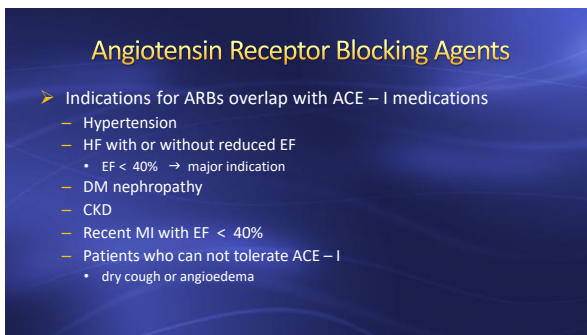 Angiotensin Receptor Blocking Agents
➢ Indications for ARBs overlap with ACE – I medications
– Hypertension
– HF with or without reduced EF
• EF < 40% → major indication
– DM nephropathy
– CKD
– Recent MI with EF < 40%
– Patients who can not tolerate ACE – I
• dry cough or angioedema